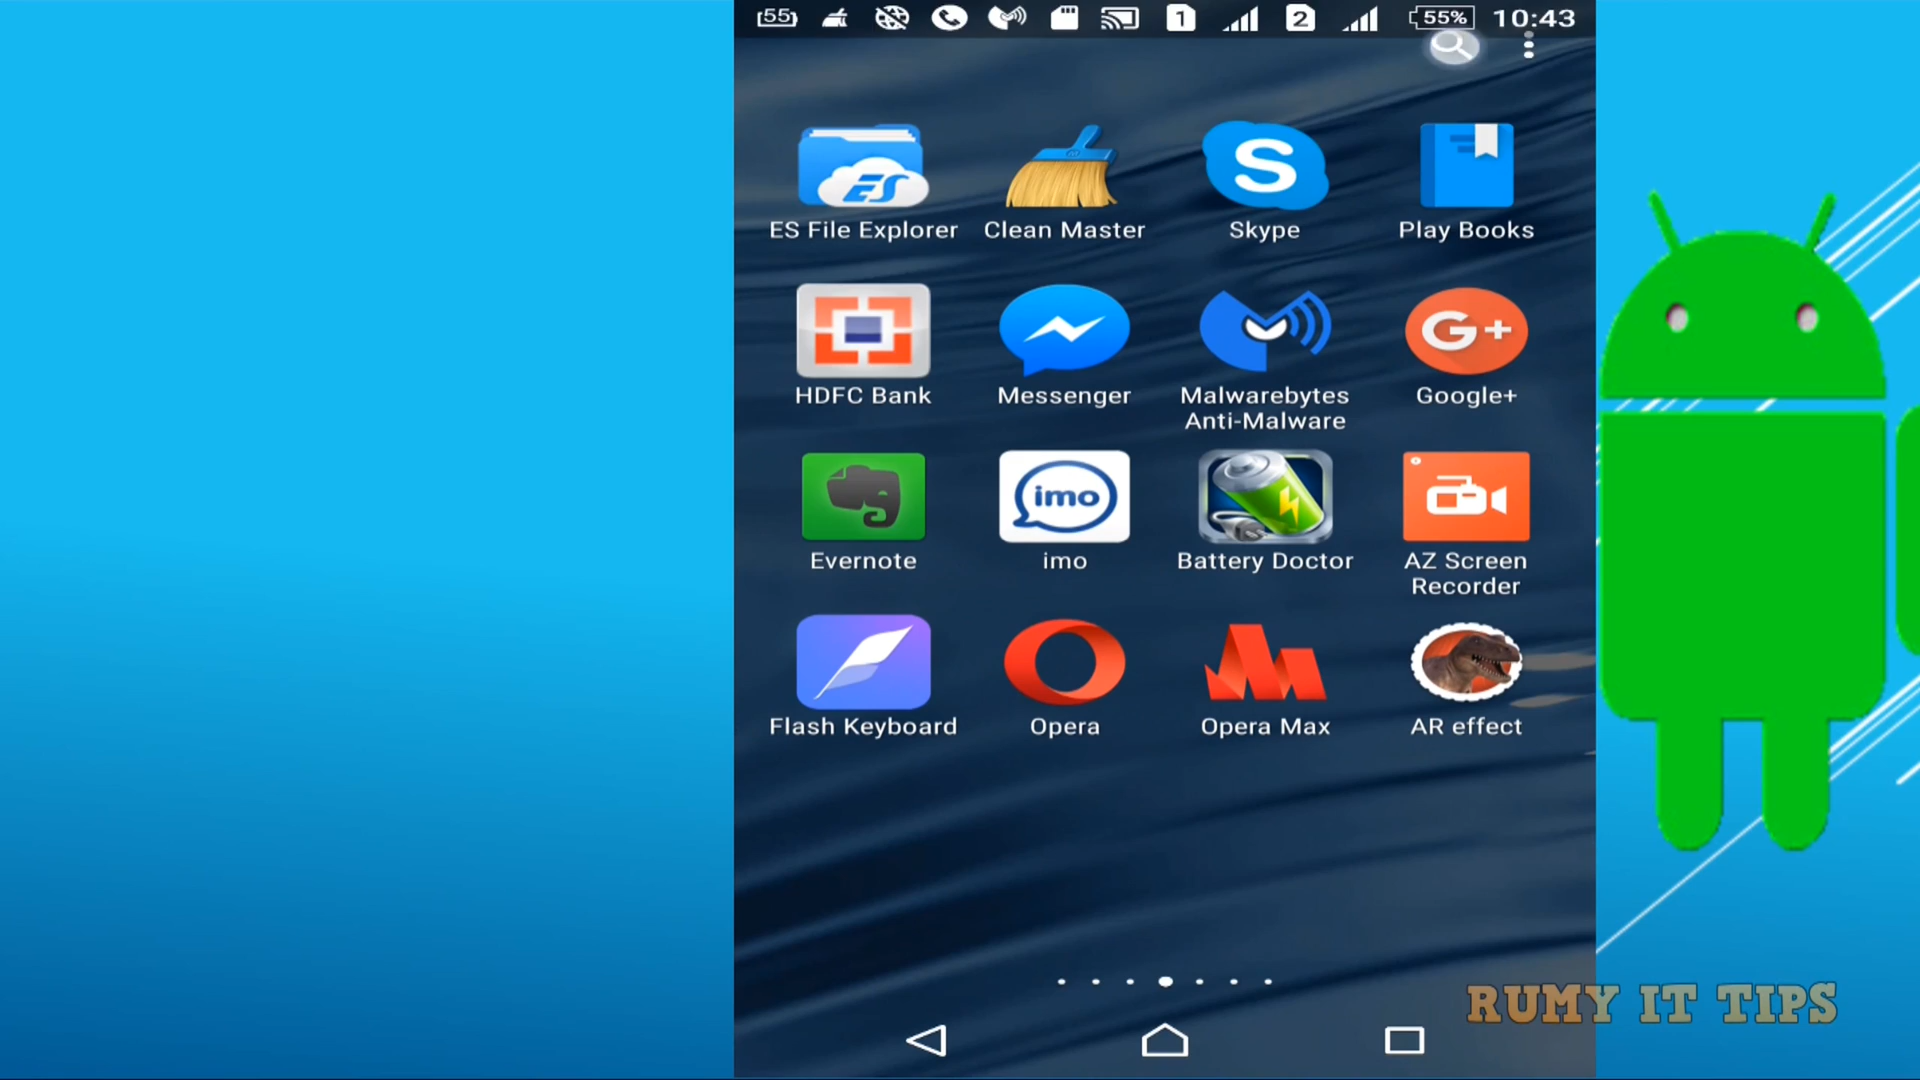 55 1 2 55% 10:43
ES File Explorer Clean Master Skype Play Books
ES S
HDFC Bank Messenger Malwarebytes Anti-Malware Google+
G+
Evernote imo Battery Doctor AZ Screen Recorder
imo
Flash Keyboard Opera Opera Max AR effect
RUMY IT TIPS